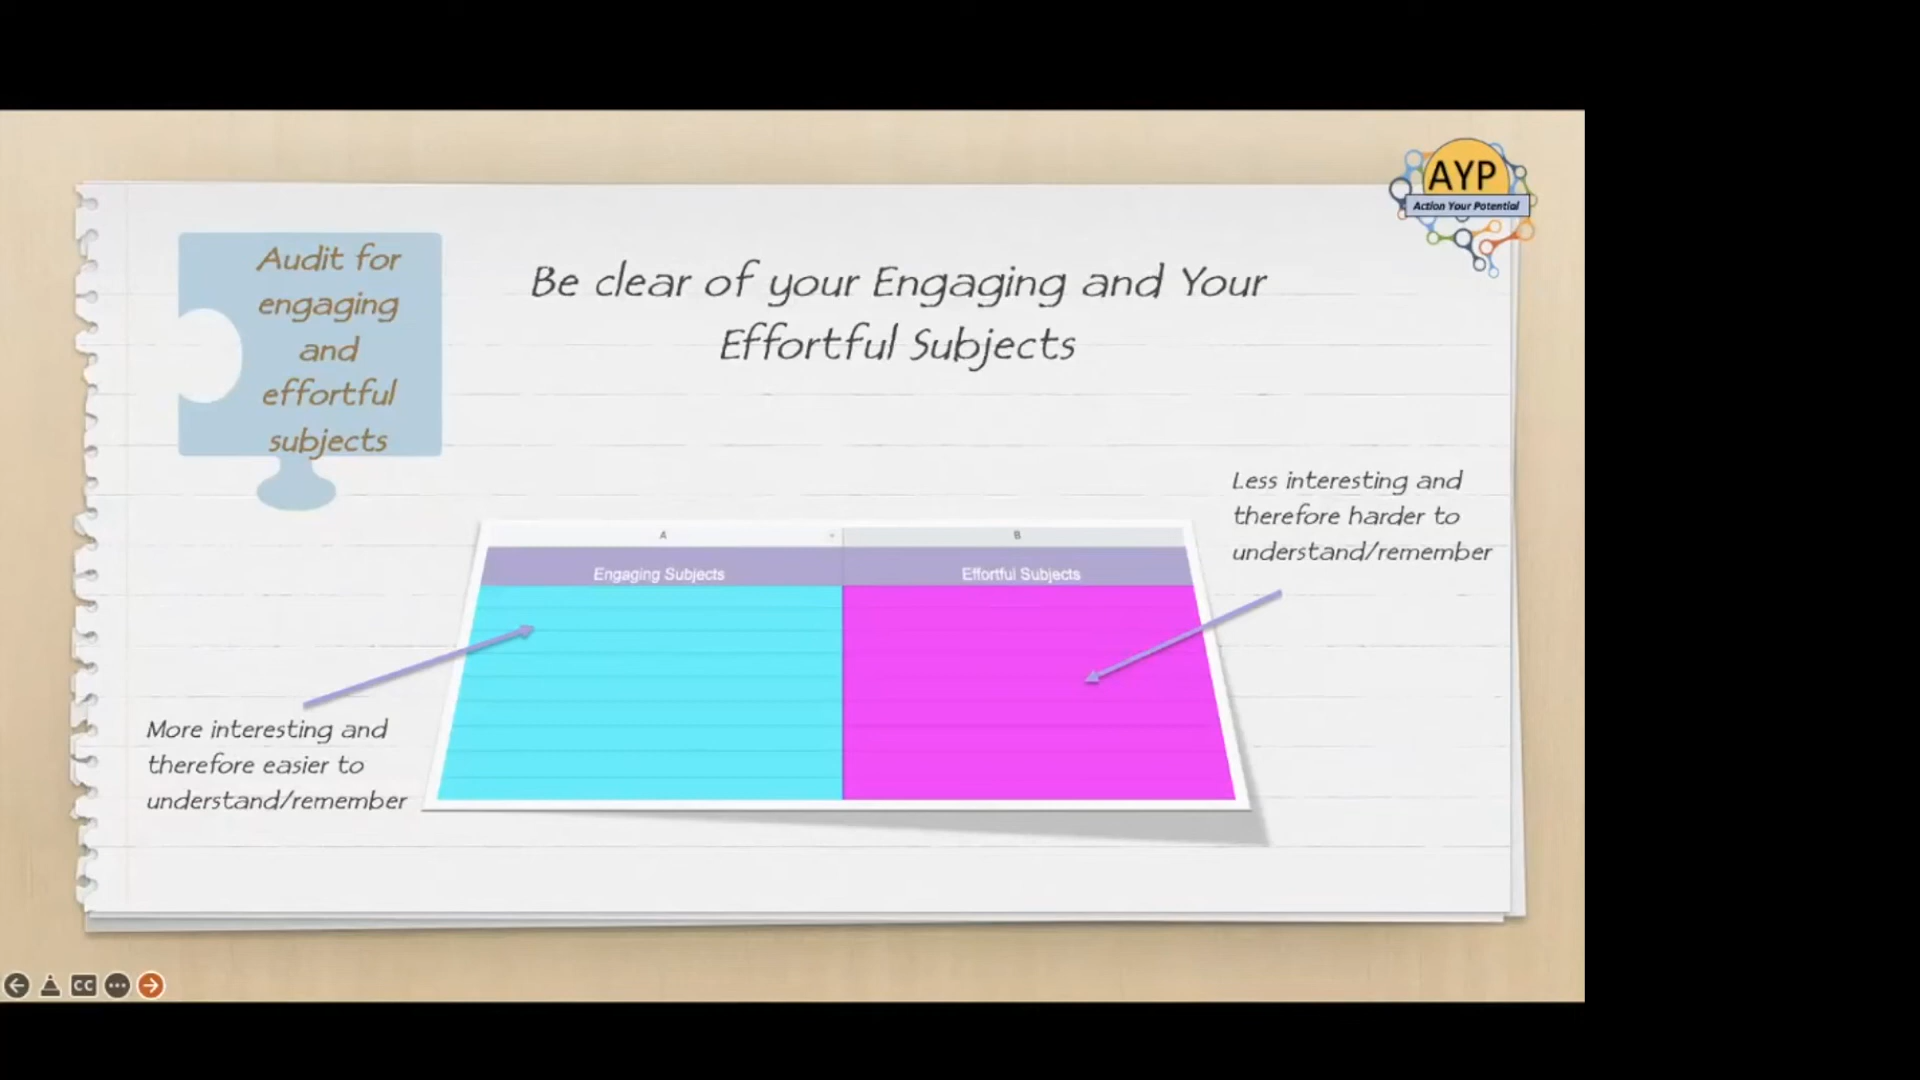 AYP
Action Your Potential
Audit for
engaging
and
effortful
subjects
Be clear of your Engaging and Your
Effortful Subjects
Less interesting and
therefore harder to
understand/remember
A
B
Engaging Subjects
Effortful Subjects
More interesting and
therefore easier to
understand/remember
CC